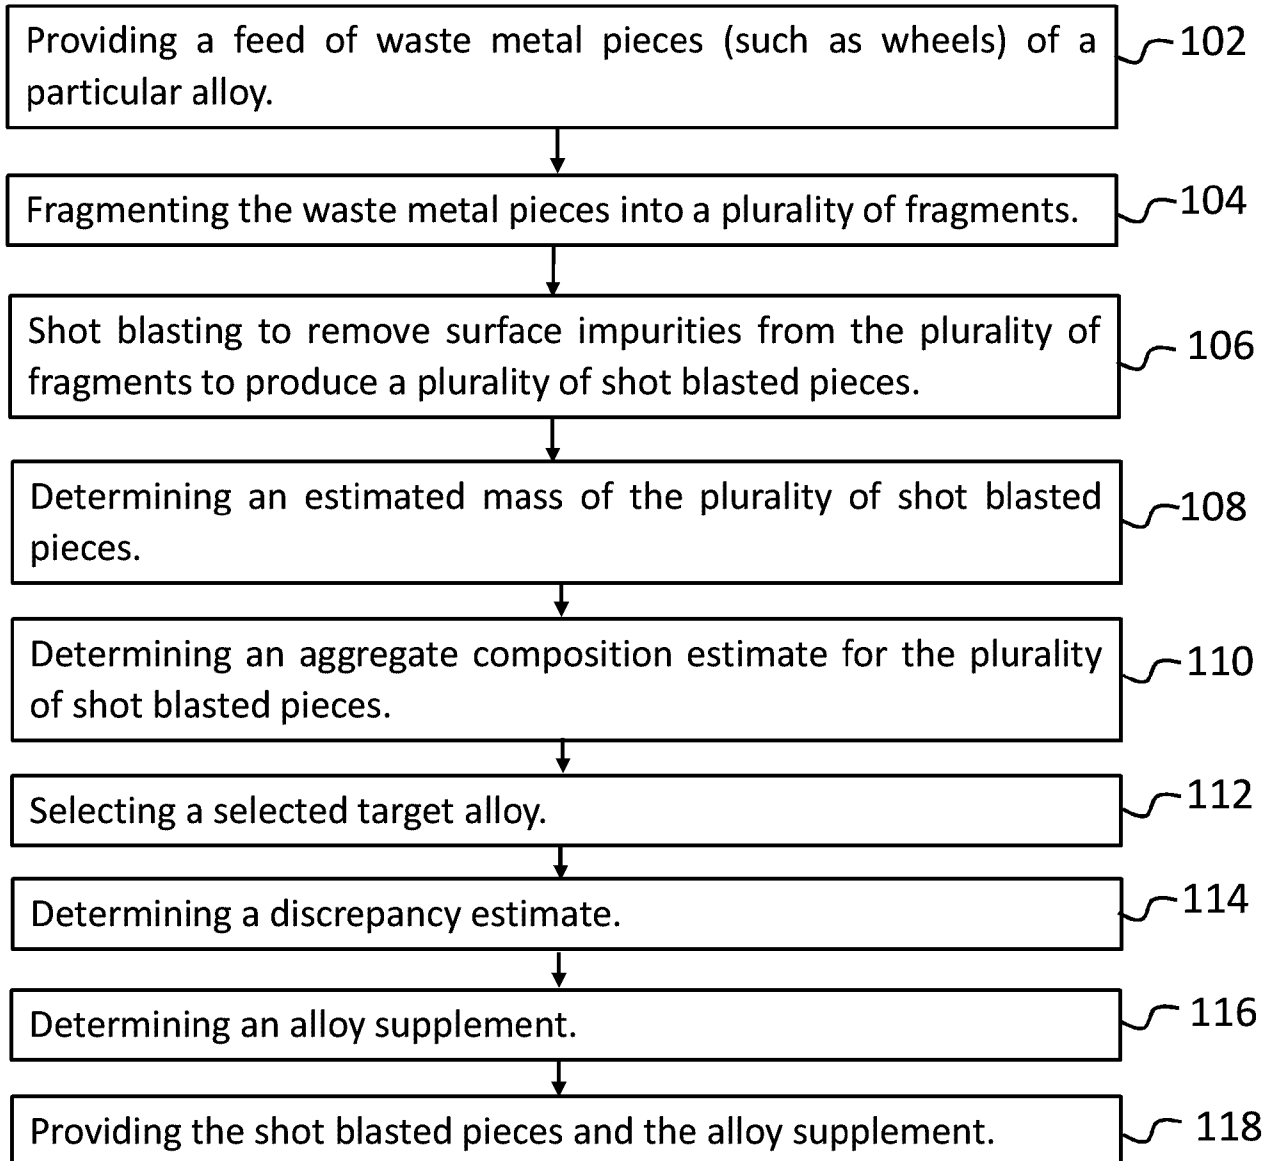 Providing a feed of waste metal pieces (such as wheels) of a
particular alloy.
102
Fragmenting the waste metal pieces into a plurality of fragments.
104
Shot blasting to remove surface impurities from the plurality of
fragments to produce a plurality of shot blasted pieces.
106
Determining an estimated mass of the plurality of shot blasted
pieces.
108
Determining an aggregate composition estimate for the plurality
of shot blasted pieces.
110
Selecting a selected target alloy.
112
Determining a discrepancy estimate.
114
Determining an alloy supplement.
116
Providing the shot blasted pieces and the alloy supplement.
118